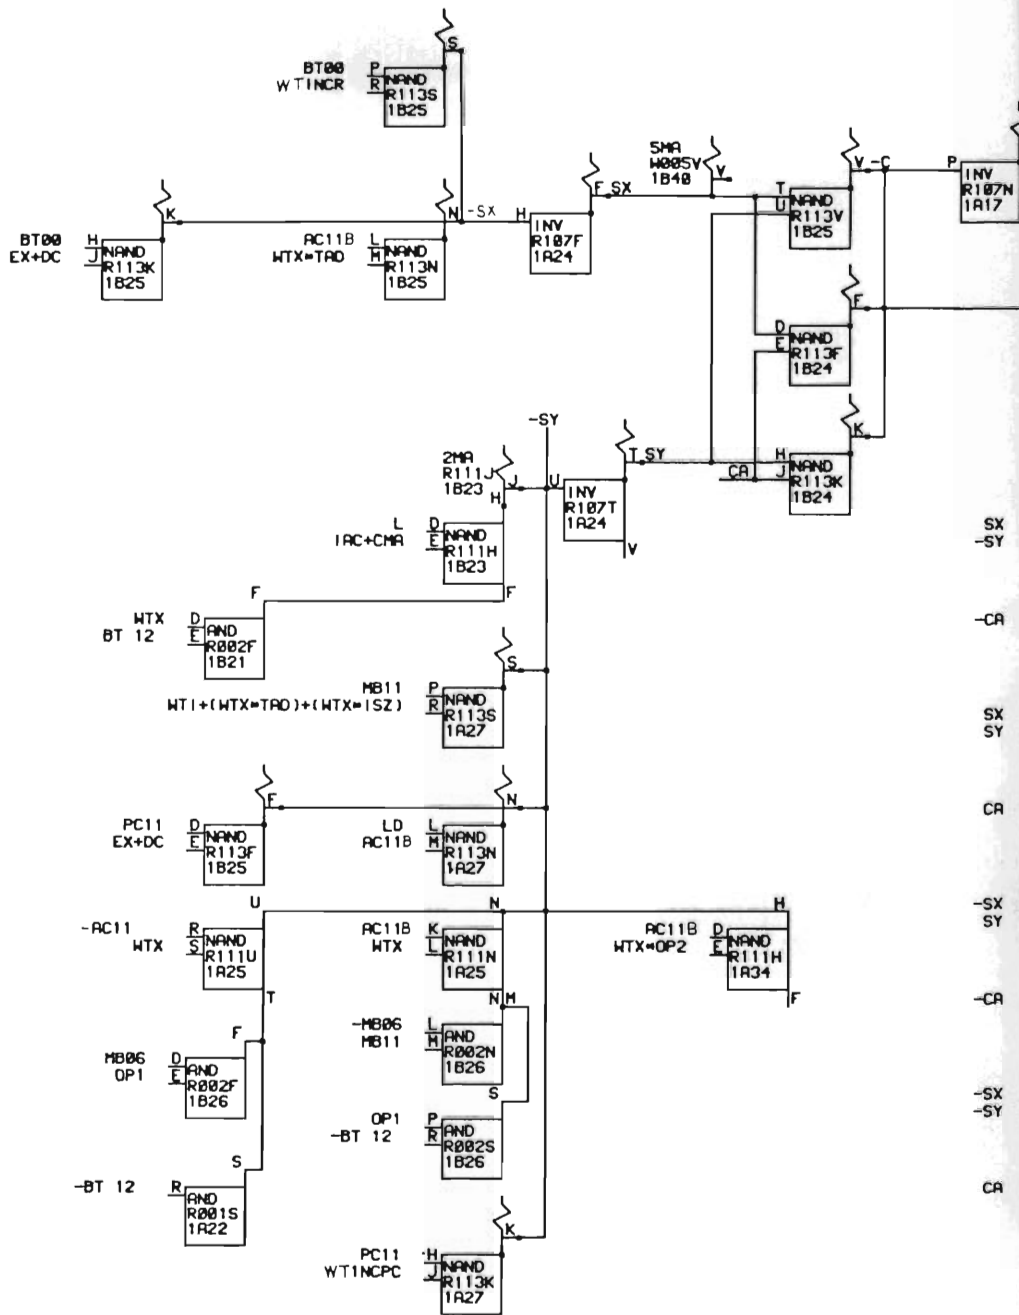 S
BT00 P NAND
WTINCR R R113S
1B25
K
N -SX H INV
R107F
1A24
F SX
5MA
W005V V
1B40
T NAND
U R113V
1B25
V -C P INV
R107N
1A17
BT00 H NAND
EX+DC J R113K
1B25
AC11B L NAND
WTX*TAD M R113N
1B25
D NAND
E R113F
1B24
F
K
-SY
2MA
R111J J
1B23
H
U INV
R107T
1A24
T SY
V
H NAND
CA J R113K
1B24
L D NAND
IAC+CMA E R111H
1B23
F
SX
-SY
F
WTX D AND
BT 12 E R002F
1B21
-CA
S
MB11 P NAND
WTI+(WTX*TAD)+(WTX*ISZ) R R113S
1A27
SX
SY
F
N
PC11 D NAND
EX+DC E R113F
1B25
LD L NAND
AC11B M R113N
1A27
CA
U
N
H
-AC11 R NAND
WTX S R111U
1A25
T
AC11B K NAND
WTX L R111N
1A25
N M
AC11B D NAND
WTX*OP2 E R111H
1A34
F
-SX
SY
-CA
F
MB06 D AND
OP1 E R002F
1B26
-MB06 L AND
MB11 M R002N
1B26
S
OP1 P AND
-BT 12 R R002S
1B26
-SX
-SY
S
-BT 12 R AND
R001S
1A22
CA
K
PC11 H NAND
WTINCPC J R113K
1A27